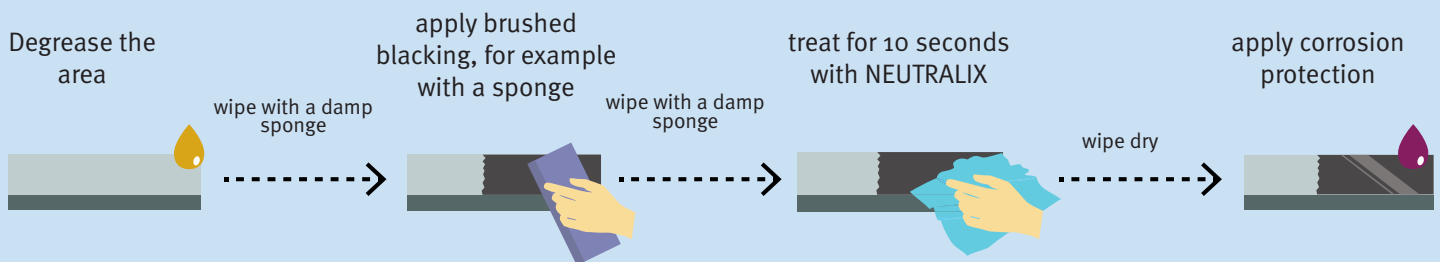 Degrease the
area
wipe with a damp
sponge
apply brushed
blacking, for example
with a sponge
wipe with a damp
sponge
treat for 10 seconds
with NEUTRALIX
wipe dry
apply corrosion
protection